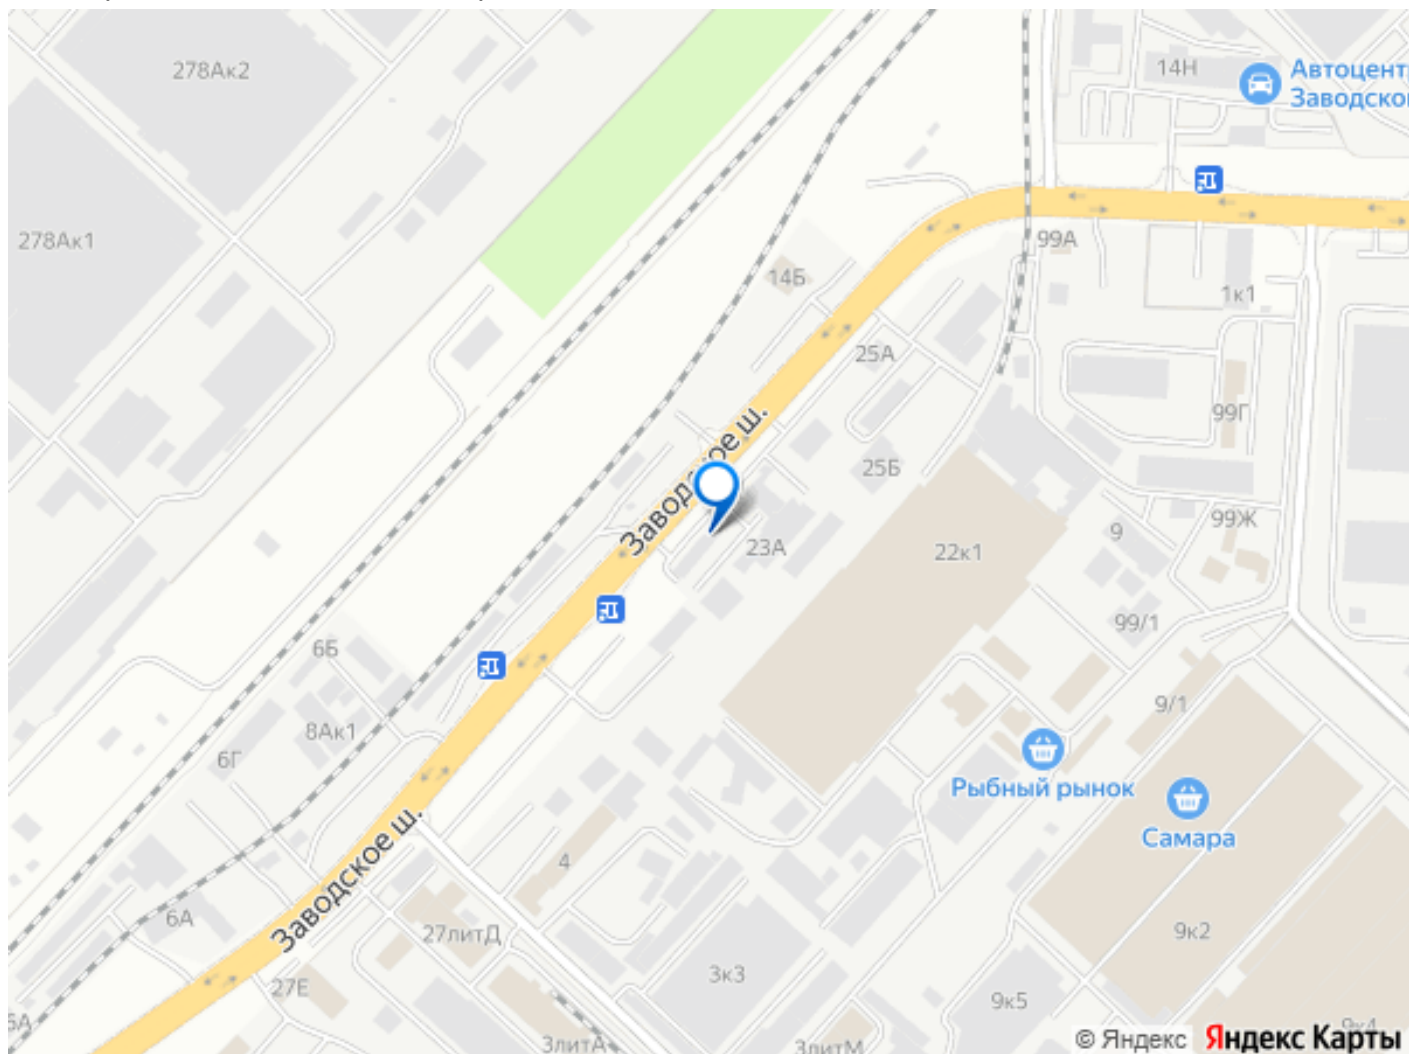 278Ак2
14Н
Автоцент
Заводско
278Ак1
99А
14Б
1к1
25А
99Г
Заводское ш.
25Б
99Ж
23А
22к1
9
99/1
6Б
9/1
8Ак1
6Г
Рыбный рынок
Самара
Заводское ш.
4
6А
27литД
9к2
3к3
27Е
9к5
3литА
3литМ
© Яндекс
Яндекс Карты